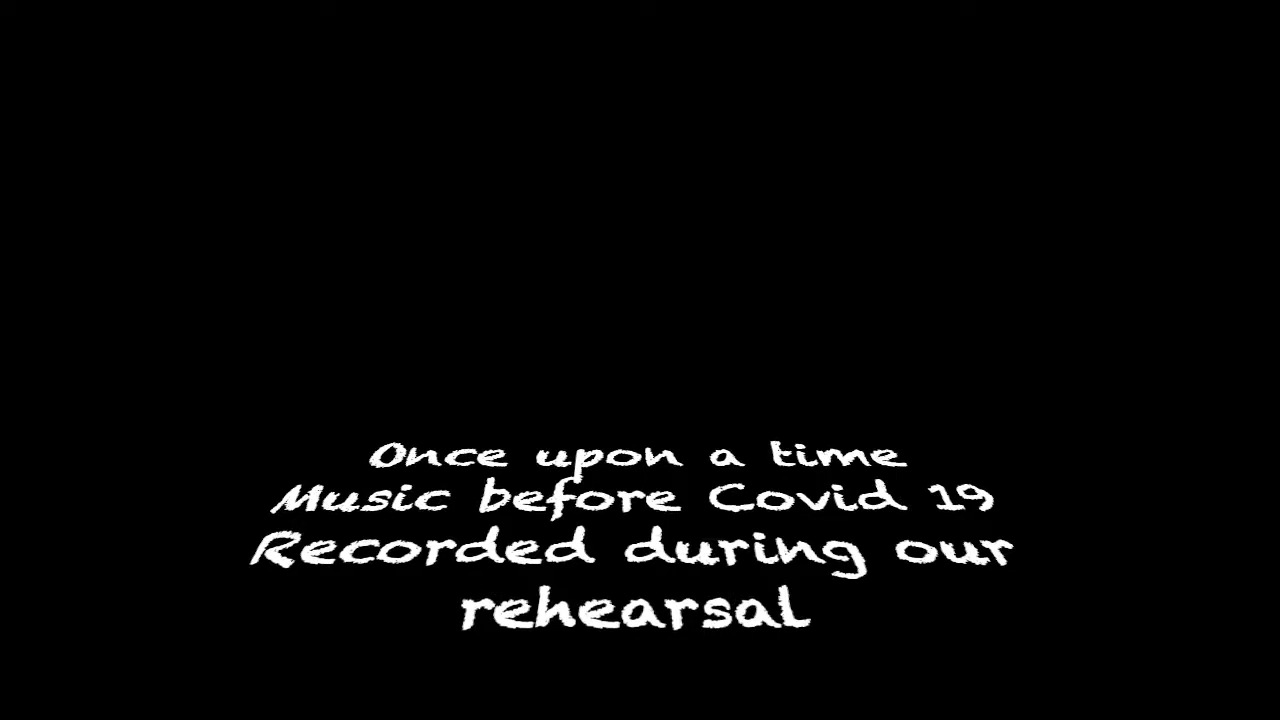 Once upon a time
Music before Covid 19
Recorded during our
rehearsal